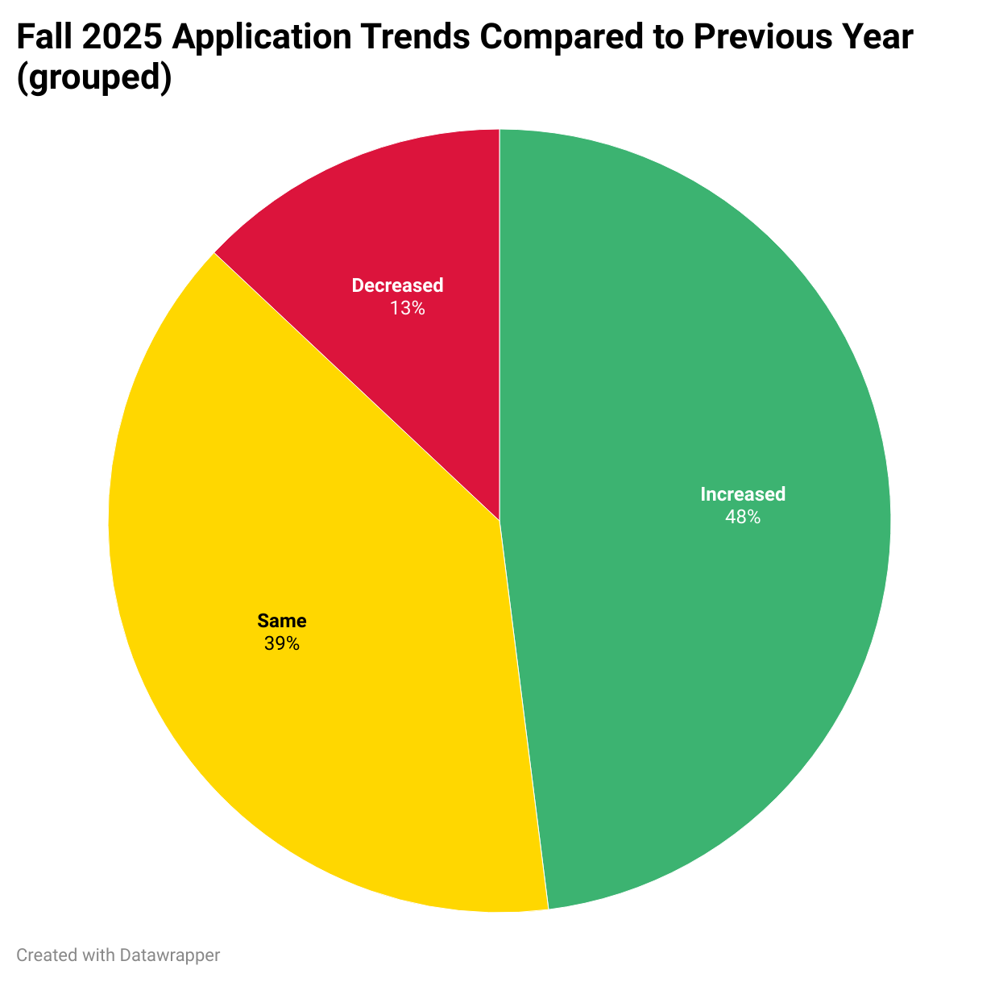 Fall 2025 Application Trends Compared to Previous Year
(grouped)
Decreased
13%
Increased
48%
Same
39%
Created with Datawrapper